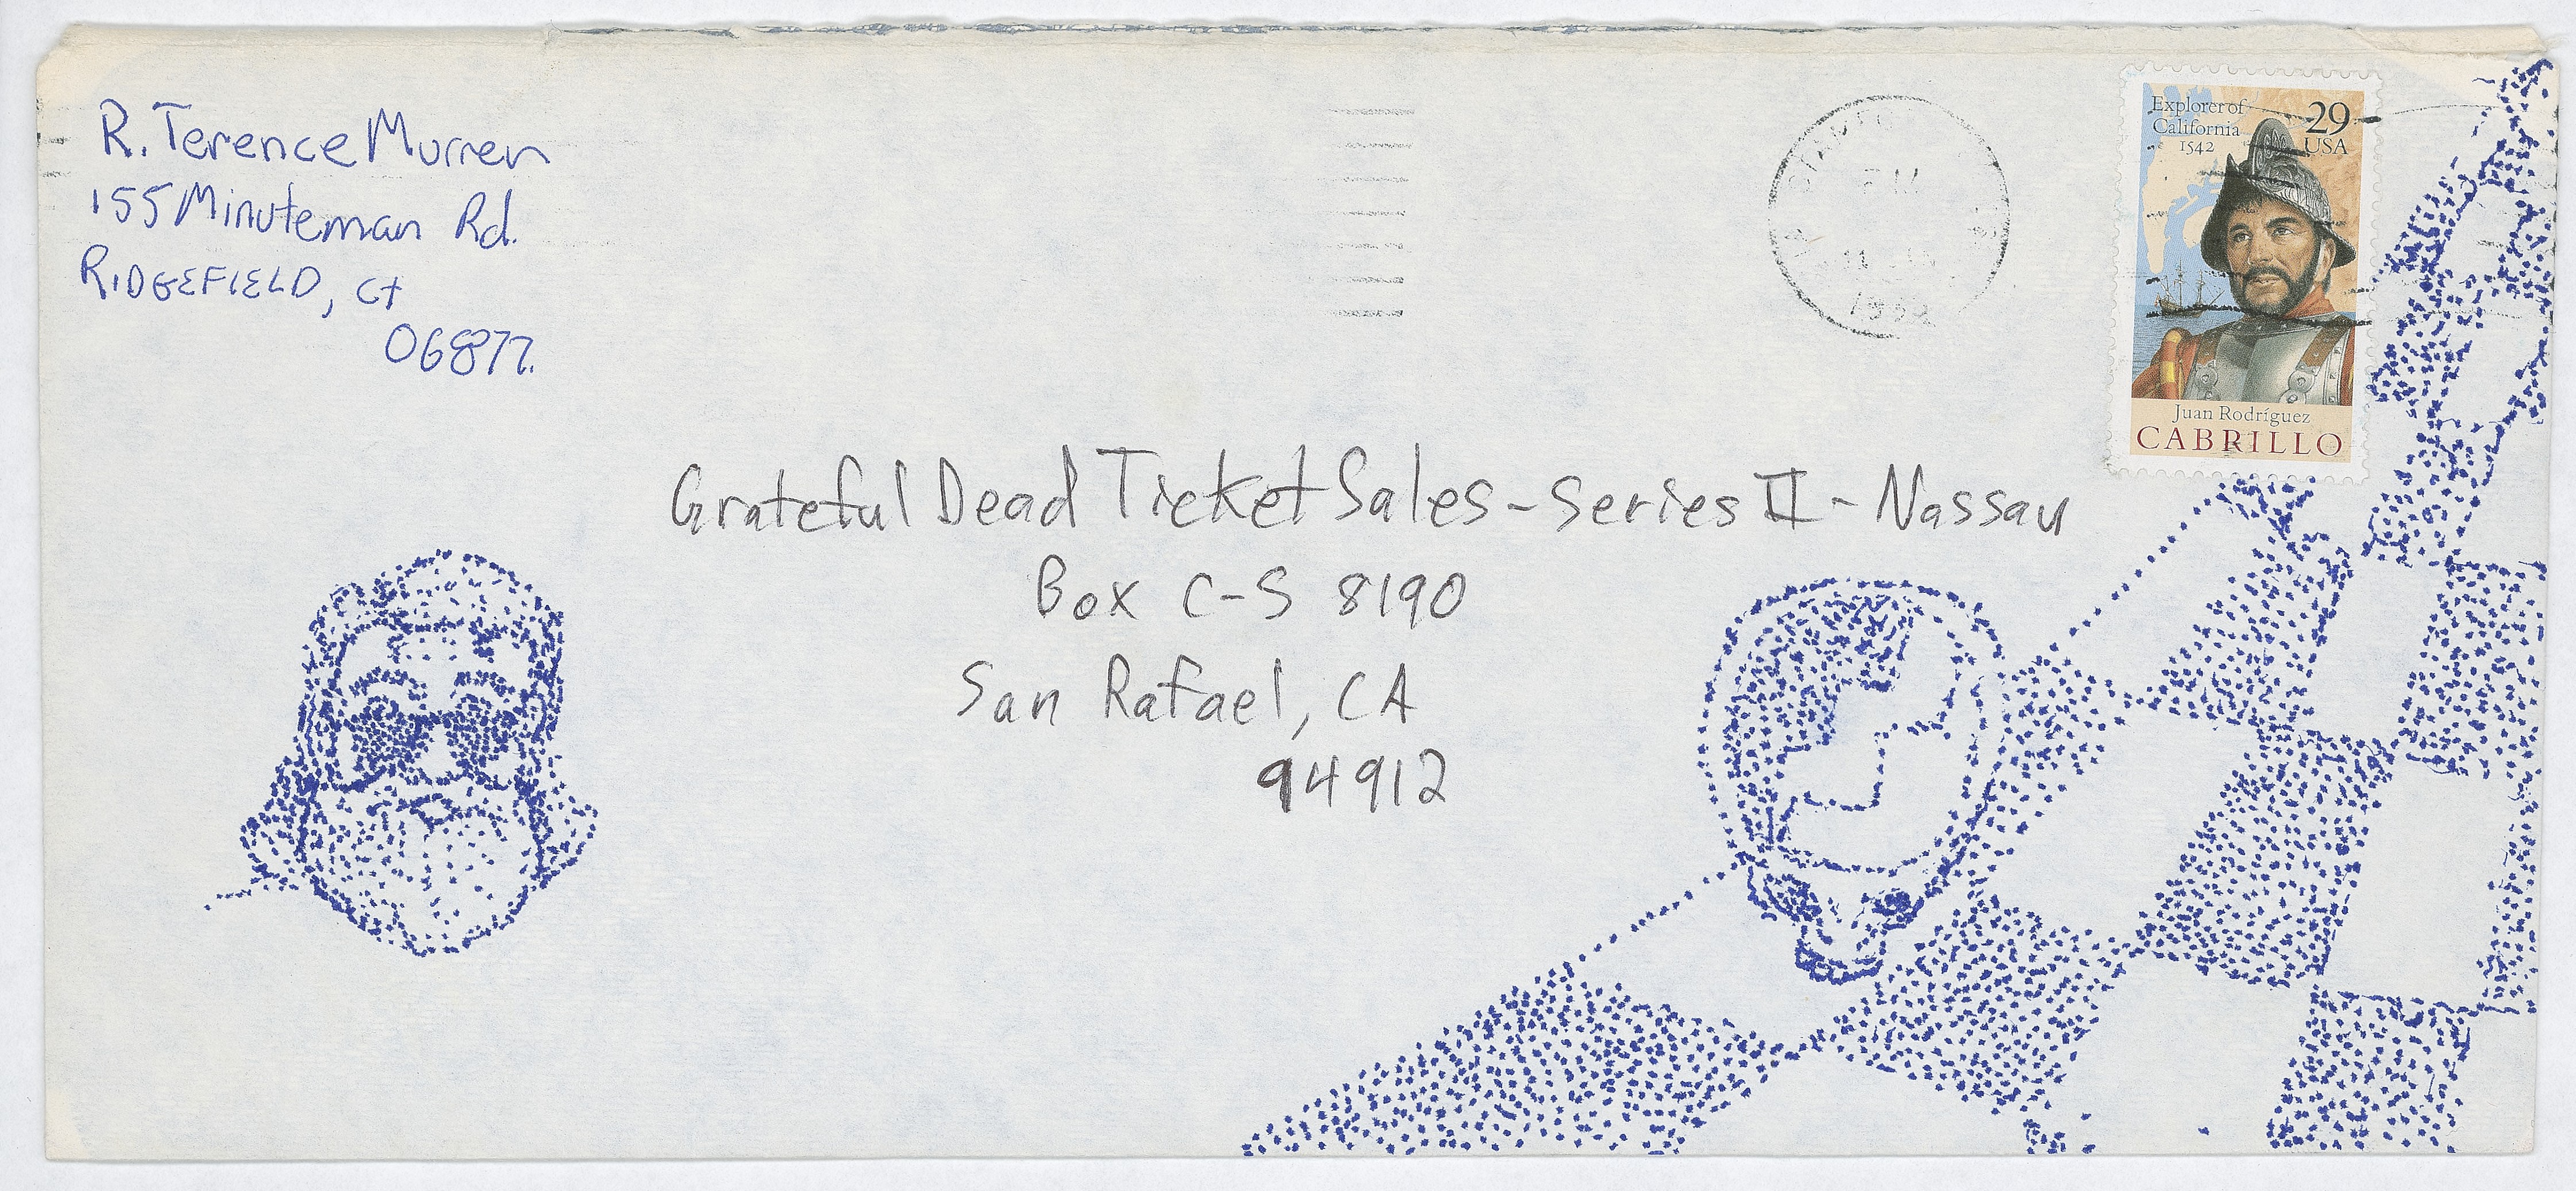 R. Terence Murren
155 Minuteman Rd.
RIDGEFIELD, CT
06877.
Explorer of
California
1542
29
USA
Juan Rodríguez
CABRILLO
Grateful Dead Ticket Sales - Series II - Nassau
Box C-S 8190
San Rafael, CA
94912